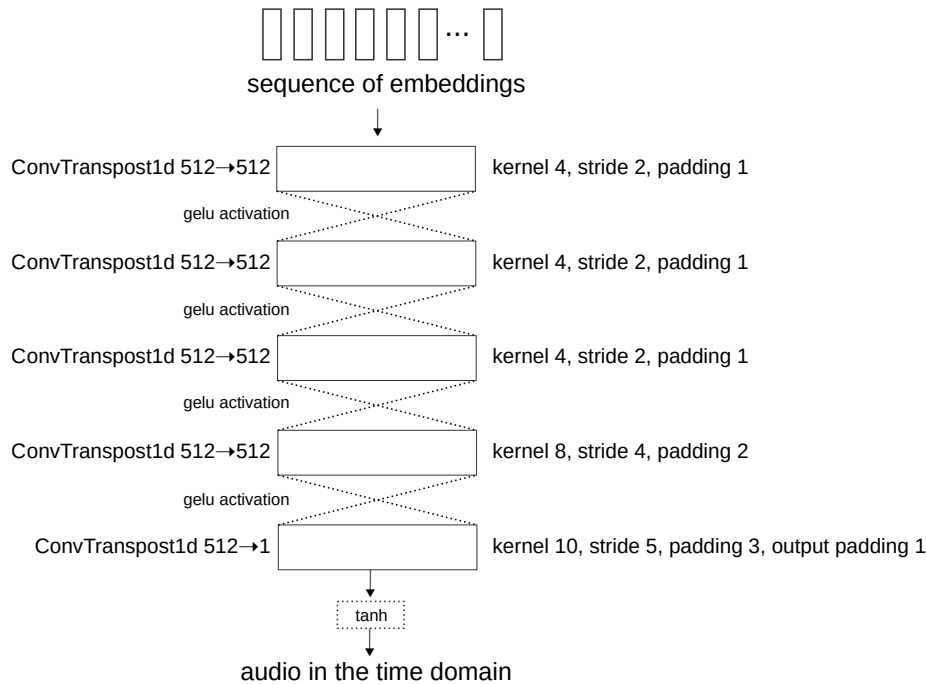 ...
sequence of embeddings
ConvTranspost1d 512→512 kernel 4, stride 2, padding 1
gelu activation
ConvTranspost1d 512→512 kernel 4, stride 2, padding 1
gelu activation
ConvTranspost1d 512→512 kernel 4, stride 2, padding 1
gelu activation
ConvTranspost1d 512→512 kernel 8, stride 4, padding 2
gelu activation
ConvTranspost1d 512→1 kernel 10, stride 5, padding 3, output padding 1
tanh
audio in the time domain